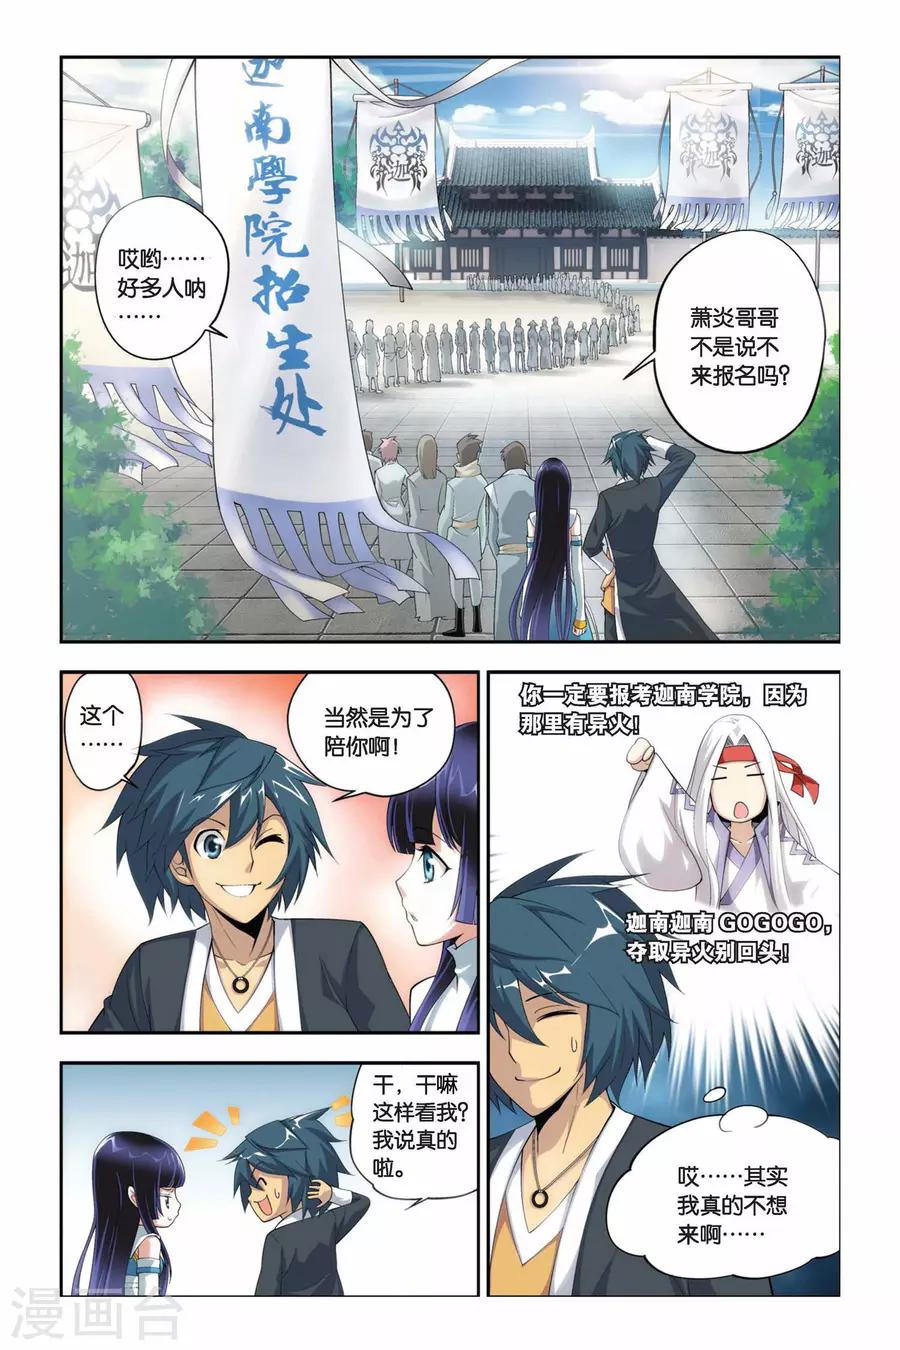 迦南學院招生处
迦
迦
迦
迦
哎哟……
好多人呐
……
萧炎哥哥
不是说不
来报名吗？
这个
……
当然是为了
陪你啊！
你一定要报考迦南学院，因为
那里有异火！
迦南迦南 GOGOGO，
夺取异火别回头！
干，干嘛
这样看我？
我说真的
啦。
哎……其实
我真的不想
来啊……
漫画台